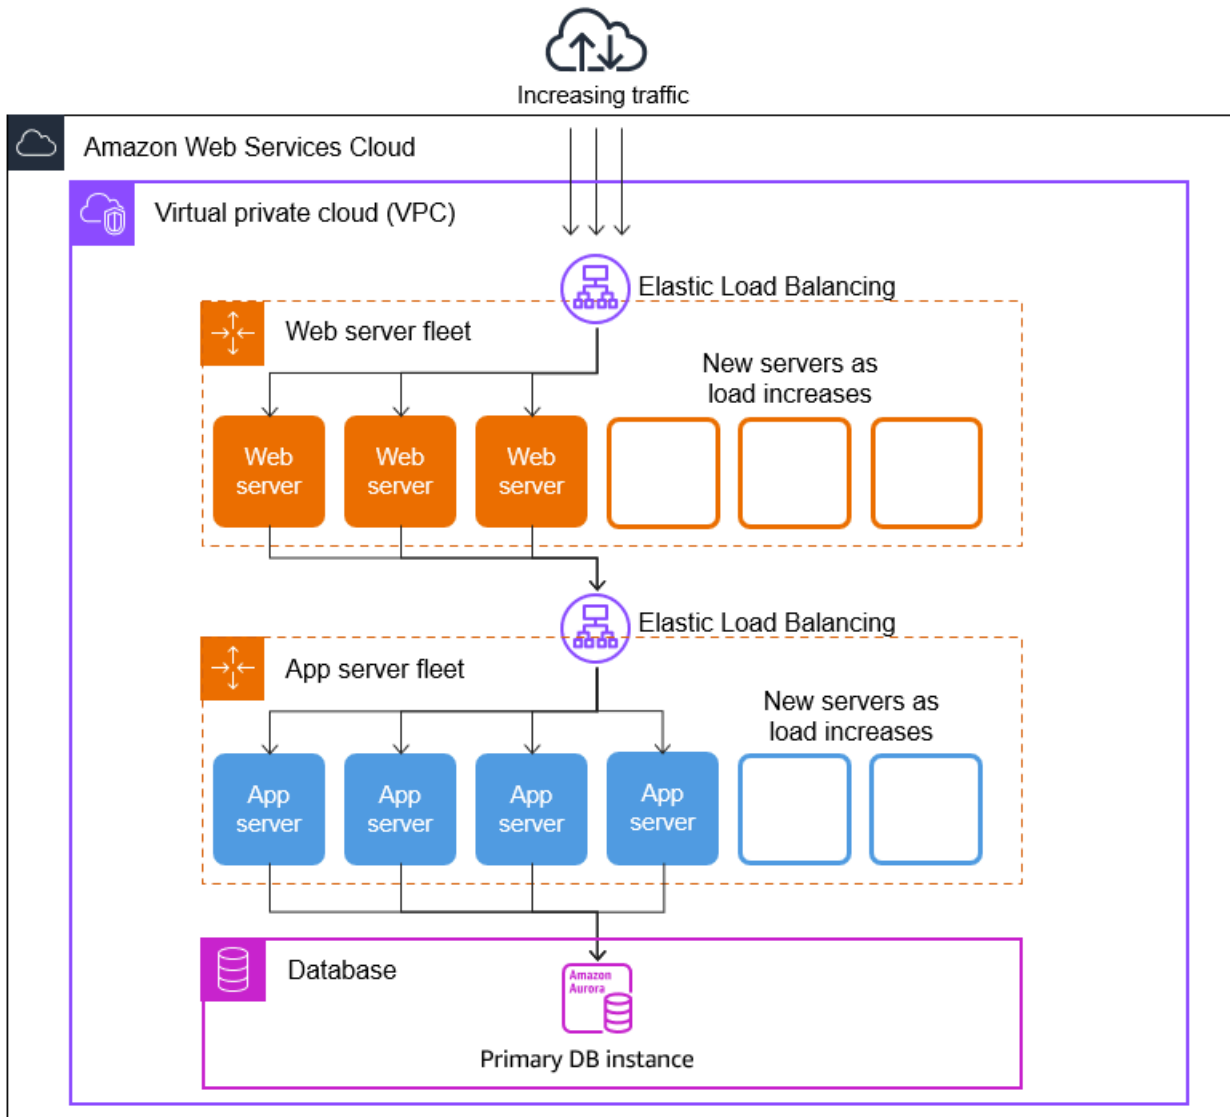 Increasing traffic
Amazon Web Services Cloud
Virtual private cloud (VPC)
Elastic Load Balancing
Web server fleet
New servers as
load increases
Web
server
Web
server
Web
server
Elastic Load Balancing
App server fleet
New servers as
load increases
App
server
App
server
App
server
App
server
Database
Amazon
Aurora
Primary DB instance